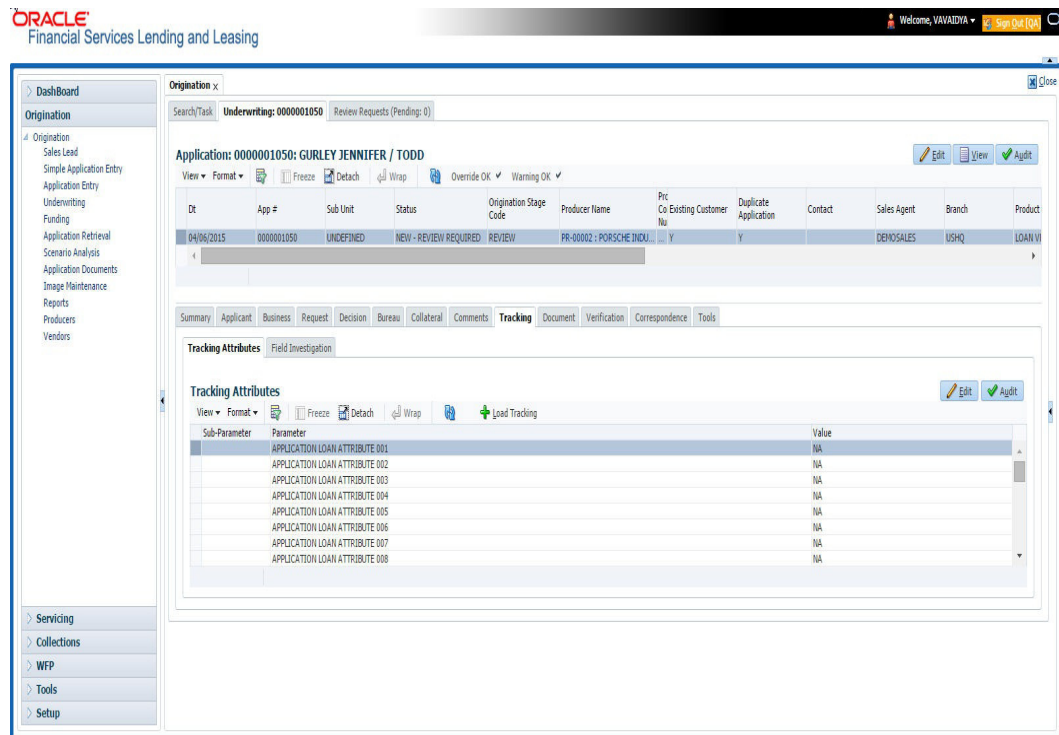 ORACLE
Financial Services Lending and Leasing
Welcome, VAVAIDYA
Sign Out [QA]
DashBoard
Origination
Origination
Sales Lead
Simple Application Entry
Application Entry
Underwriting
Funding
Application Retrieval
Scenario Analysis
Application Documents
Image Maintenance
Reports
Producers
Vendors
Servicing
Collections
WFP
Tools
Setup
Origination x
Close
Search/Task Underwriting: 0000001050 Review Requests (Pending: 0)
Application: 0000001050: GURLEY JENNIFER / TODD
Edit View Audit
View Format Freeze Detach Wrap Override OK Warning OK
Dt App # Sub Unit Status Origination Stage Code Producer Name Prc Co Nu Existing Customer Duplicate Application Contact Sales Agent Branch Product
04/06/2015 0000001050 UNDEFINED NEW - REVIEW REQUIRED REVIEW PR-00002 : PORSCHE INDU... ... Y Y DEMOSALES USHQ LOAN VE
Summary Applicant Business Request Decision Bureau Collateral Comments Tracking Document Verification Correspondence Tools
Tracking Attributes Field Investigation
Tracking Attributes
Edit Audit
View Format Freeze Detach Wrap Load Tracking
Sub-Parameter Parameter Value
APPLICATION LOAN ATTRIBUTE 001 NA
APPLICATION LOAN ATTRIBUTE 002 NA
APPLICATION LOAN ATTRIBUTE 003 NA
APPLICATION LOAN ATTRIBUTE 004 NA
APPLICATION LOAN ATTRIBUTE 005 NA
APPLICATION LOAN ATTRIBUTE 006 NA
APPLICATION LOAN ATTRIBUTE 007 NA
APPLICATION LOAN ATTRIBUTE 008 NA